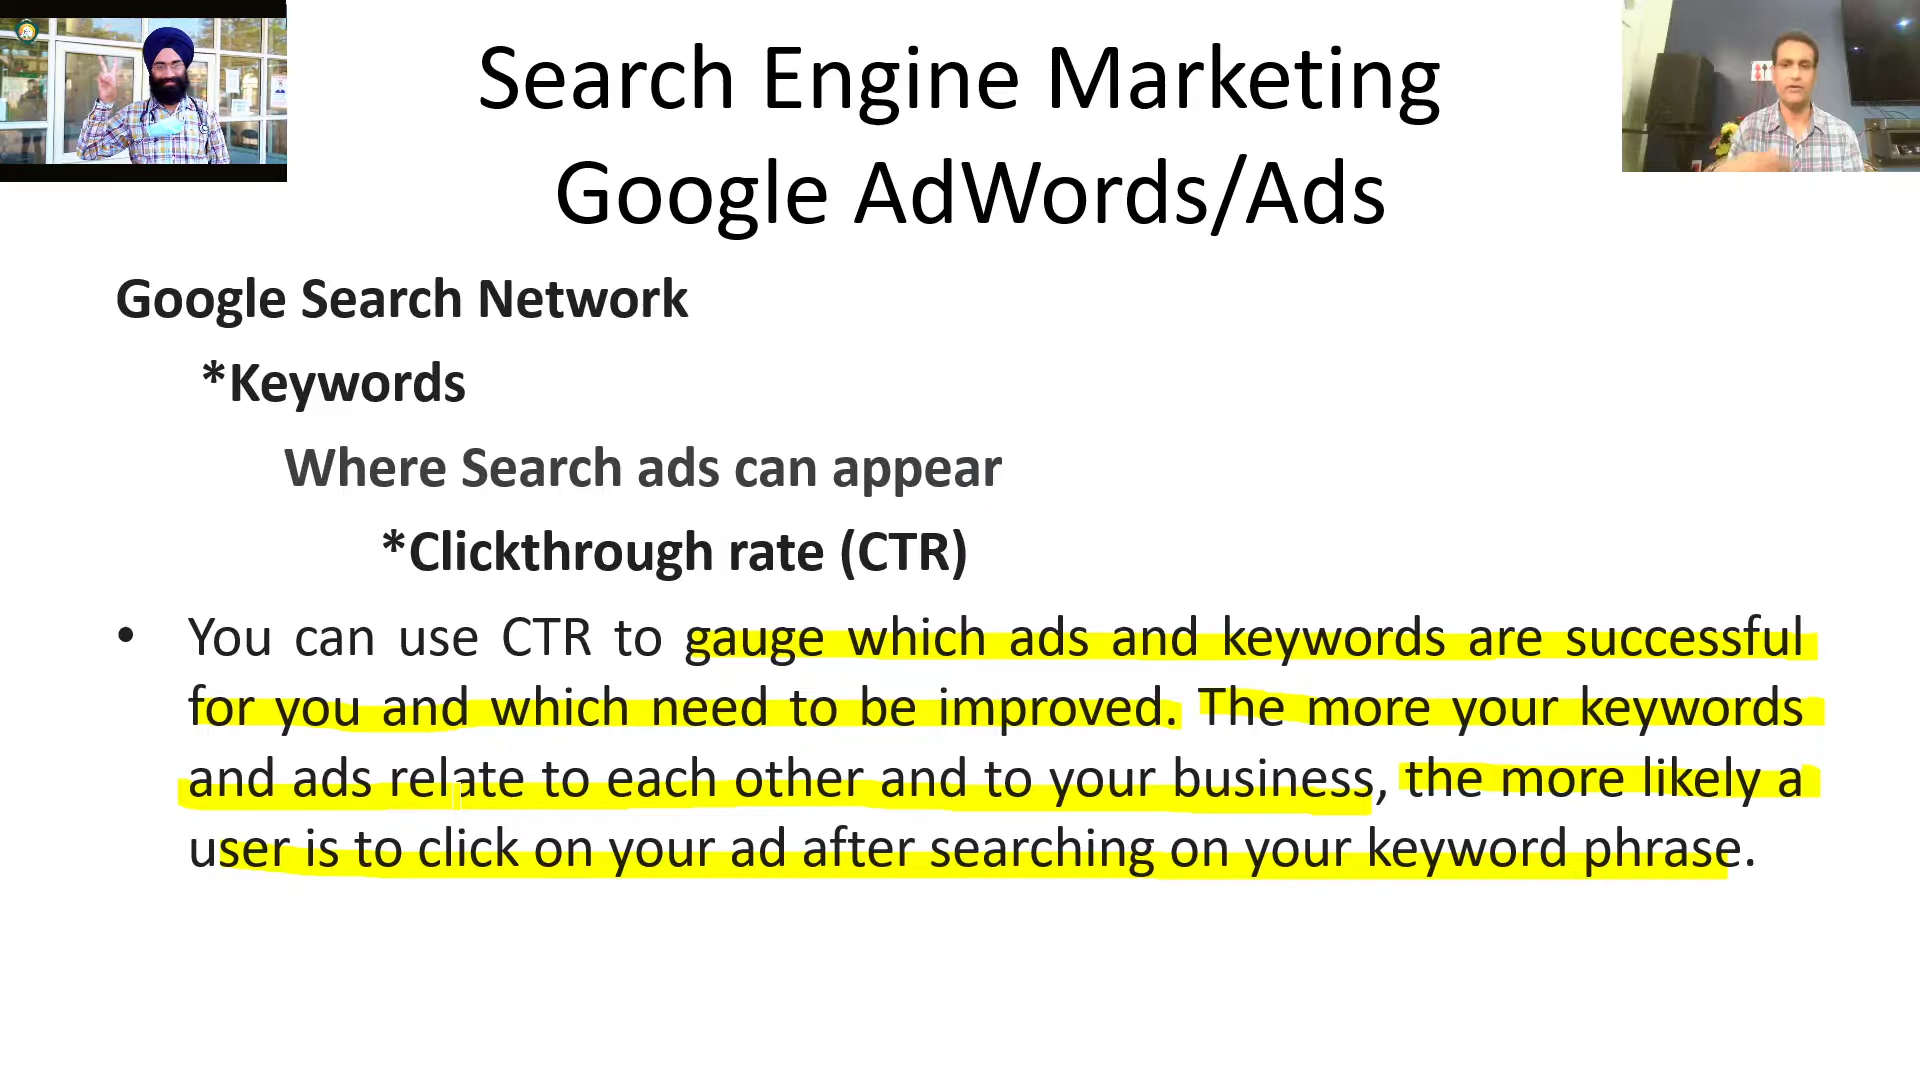 Search Engine Marketing
Google AdWords/Ads
Google Search Network
*Keywords
Where Search ads can appear
*Clickthrough rate (CTR)
• You can use CTR to gauge which ads and keywords are successful
for you and which need to be improved. The more your keywords
and ads relate to each other and to your business, the more likely a
user is to click on your ad after searching on your keyword phrase.